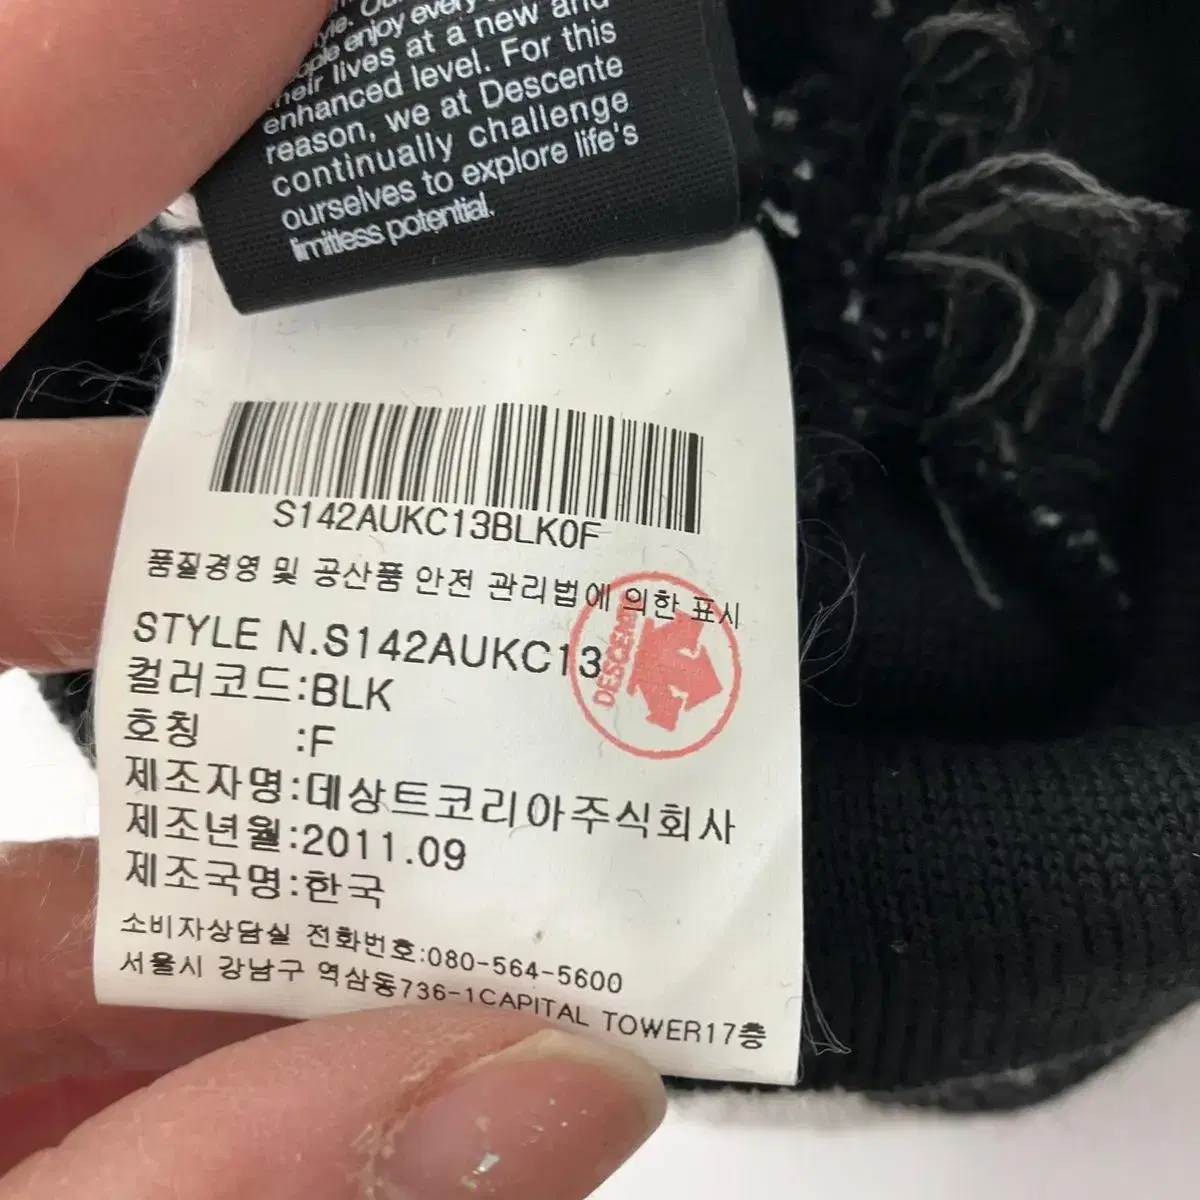 style.
people enjoy every
their lives at a new and
enhanced level. For this
reason, we at Descente
continually challenge
ourselves to explore life's
limitless potential.
S142AUKC13BLK0F
품질경영 및 공산품 안전 관리법에 의한 표시
STYLE N.S142AUKC13
DESCENTE
컬러코드:BLK
호칭 :F
제조자명:데상트코리아주식회사
제조년월:2011.09
제조국명:한국
소비자상담실 전화번호:080-564-5600
서울시 강남구 역삼동736-1CAPITAL TOWER17층